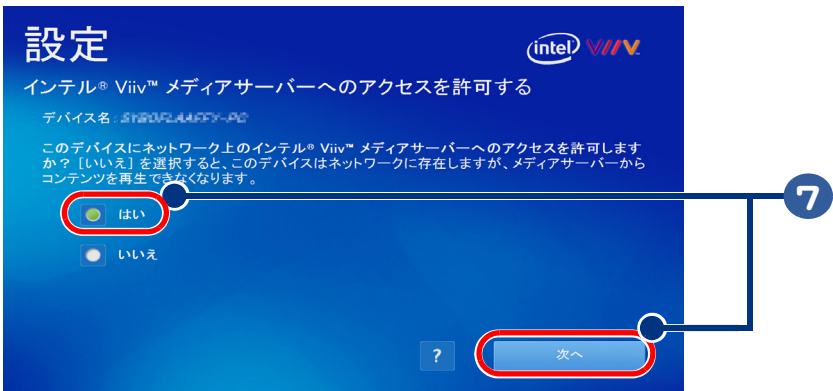 設定
intel VIIV
インテル® Viiv™ メディアサーバーへのアクセスを許可する
デバイス名:
このデバイスにネットワーク上のインテル® Viiv™ メディアサーバーへのアクセスを許可します
か？ [いいえ] を選択すると、このデバイスはネットワークに存在しますが、メディアサーバーから
コンテンツを再生できなくなります。
はい
7
いいえ
?
次へ